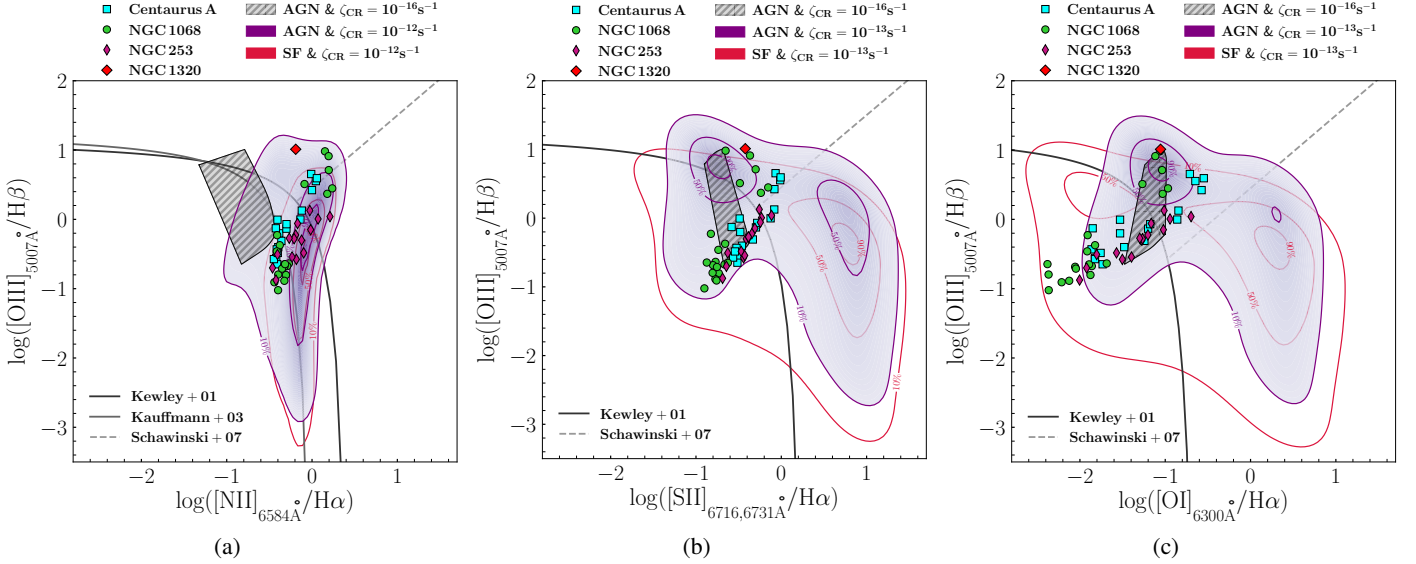 Centaurus A
NGC 1068
NGC 253
NGC 1320
AGN & ζCR = 10−16s−1
AGN & ζCR = 10−12s−1
SF & ζCR = 10−12s−1
2
1
0
−1
−2
−3
log([OIII]5007Å/Hβ)
10%
10%
50%
Kewley + 01
Kauffmann + 03
Schawinski + 07
−2
−1
0
1
log([NII]6584Å/Hα)
(a)
Centaurus A
NGC 1068
NGC 253
NGC 1320
AGN & ζCR = 10−16s−1
AGN & ζCR = 10−13s−1
SF & ζCR = 10−13s−1
2
1
0
−1
−2
−3
log([OIII]5007Å/Hβ)
90%
50%
50%
90%
50%
10%
10%
Kewley + 01
Schawinski + 07
−2
−1
0
1
log([SII]6716,6731Å/Hα)
(b)
Centaurus A
NGC 1068
NGC 253
NGC 1320
AGN & ζCR = 10−16s−1
AGN & ζCR = 10−13s−1
SF & ζCR = 10−13s−1
2
1
0
−1
−2
−3
log([OIII]5007Å/Hβ)
50%
90%
90%
50%
10%
10%
Kewley + 01
Schawinski + 07
−2
−1
0
1
log([OI]6300Å/Hα)
(c)